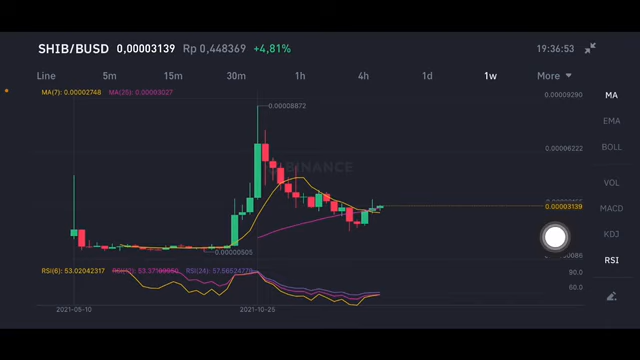 SHIB/BUSD 0,00003139 Rp 0,448369 +4,81% 19:36:53
Line 5m 15m 30m 1h 4h 1d 1w More
MA(7): 0.00002748 MA(25): 0.00003027
0.00009290
MA
0.00008872
EMA
0.00006222
BOLL
BINANCE
VOL
0.00003139
MACD
KDJ
0.00000505
RSI
RSI(6): 53.02042317 RSI(24): 57.56524778
90.0
60.0
2021-05-10 2021-10-25